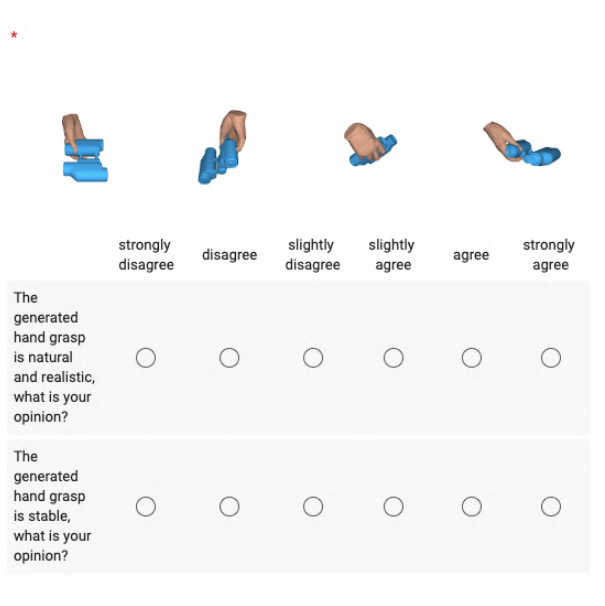 *
strongly disagree
disagree
slightly disagree
slightly agree
agree
strongly agree
The
generated
hand grasp
is natural
and realistic,
what is your
opinion?
The
generated
hand grasp
is stable,
what is your
opinion?